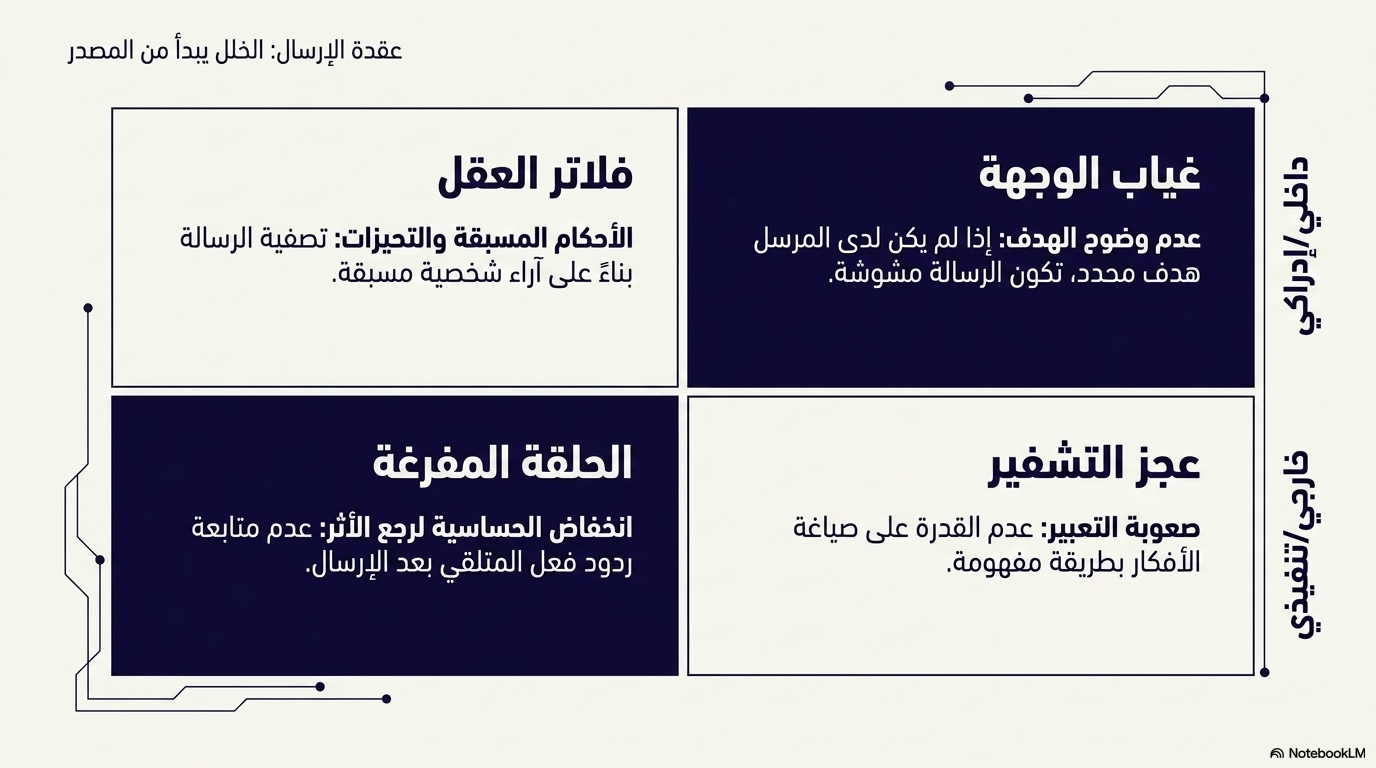 عقدة الإرسال: الخلل يبدأ من المصدر
داخلي/إدراكي
غياب الوجهة
عدم وضوح الهدف: إذا لم يكن لدى المرسل
هدف محدد، تكون الرسالة مشوشة.
فلاتر العقل
الأحكام المسبقة والتحيزات: تصفية الرسالة
بناءً على آراء شخصية مسبقة.
خارجي/تنفيذي
عجز التشفير
صعوبة التعبير: عدم القدرة على صياغة
الأفكار بطريقة مفهومة.
الحلقة المفرغة
انخفاض الحساسية لرجع الأثر: عدم متابعة
ردود فعل المتلقي بعد الإرسال.
NotebookLM